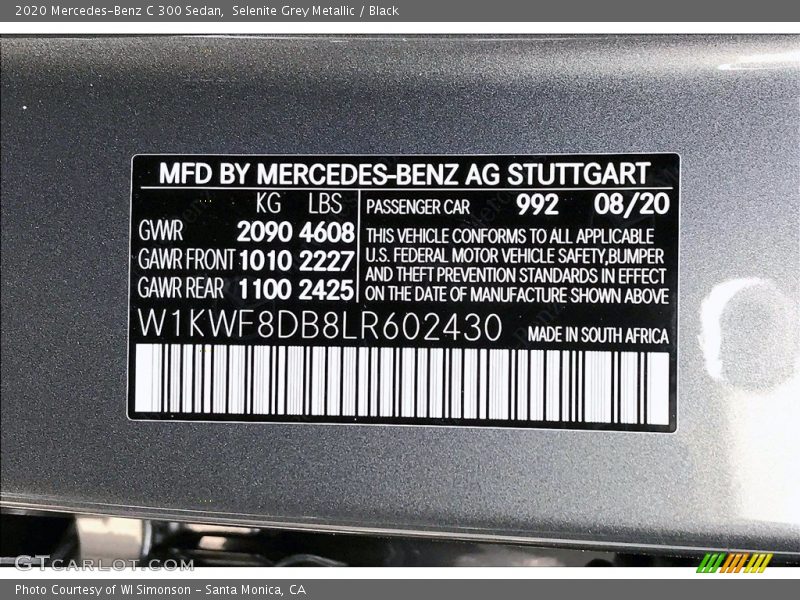 2020 Mercedes-Benz C 300 Sedan, Selenite Grey Metallic / Black
MFD BY MERCEDES-BENZ AG STUTTGART
KG LBS
GVWR 2090 4608
GAWR FRONT 1010 2227
GAWR REAR 1100 2425
PASSENGER CAR 992 08/20
THIS VEHICLE CONFORMS TO ALL APPLICABLE
U.S. FEDERAL MOTOR VEHICLE SAFETY,BUMPER
AND THEFT PREVENTION STANDARDS IN EFFECT
ON THE DATE OF MANUFACTURE SHOWN ABOVE
W1KWF8DB8LR602430 MADE IN SOUTH AFRICA
GTCARLOT.COM
Photo Courtesy of WI Simonson - Santa Monica, CA